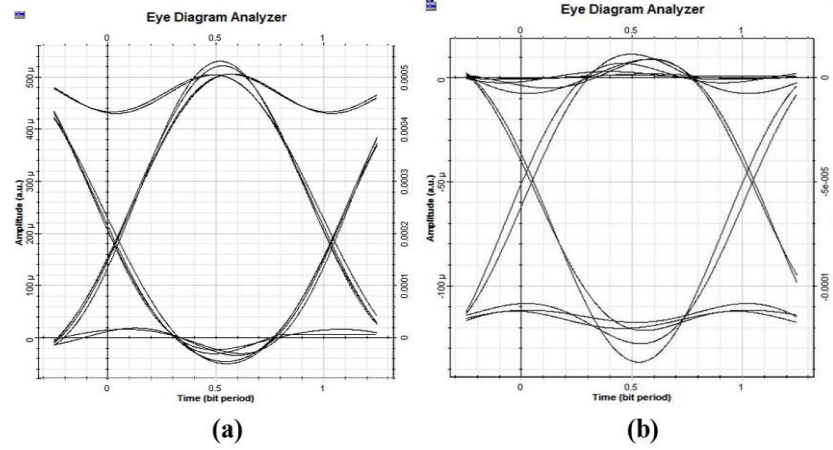 Eye Diagram Analyzer
0 0.5 1
500 µ
400 µ
300 µ
200 µ
100 µ
0
Amplitude (a.u.)
0.0005
0.0004
0.0003
0.0002
0.0001
0
0 0.5 1
Time (bit period)
(a)
Eye Diagram Analyzer
0 0.5 1
0
-50 µ
-100 µ
Amplitude (a.u.)
0
-5e-005
-0.0001
0 0.5 1
Time (bit period)
(b)